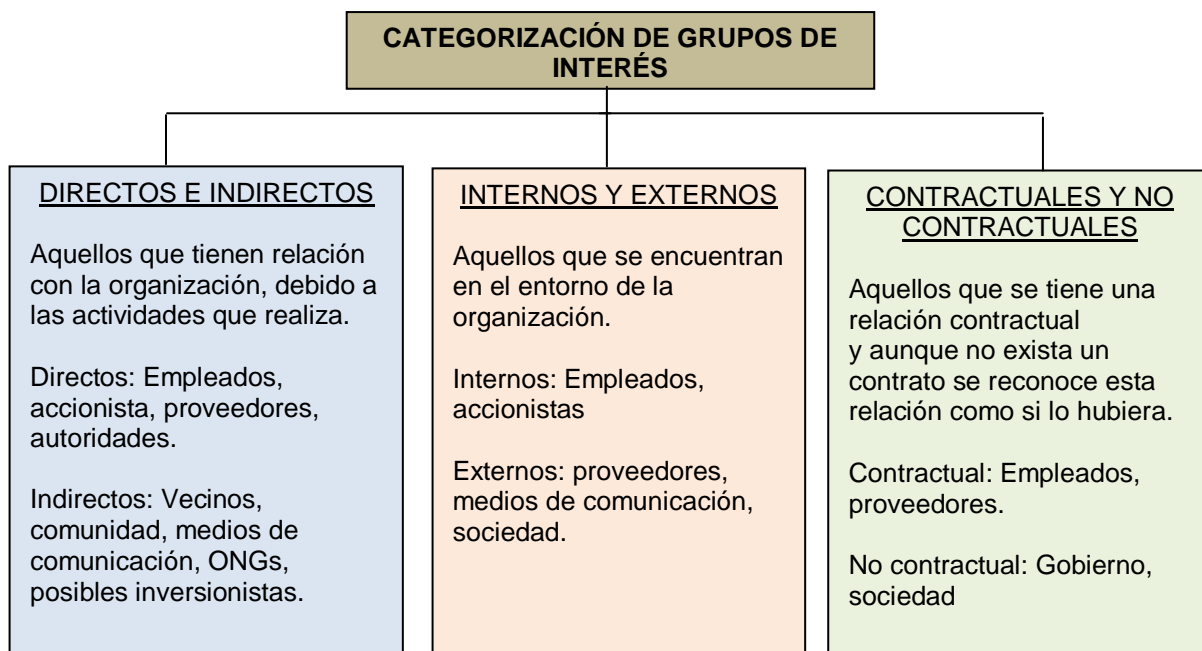 CATEGORIZACIÓN DE GRUPOS DE
INTERÉS
DIRECTOS E INDIRECTOS
Aquellos que tienen relación
con la organización, debido a
las actividades que realiza.
Directos: Empleados,
accionista, proveedores,
autoridades.
Indirectos: Vecinos,
comunidad, medios de
comunicación, ONGs,
posibles inversionistas.
INTERNOS Y EXTERNOS
Aquellos que se encuentran
en el entorno de la
organización.
Internos: Empleados,
accionistas
Externos: proveedores,
medios de comunicación,
sociedad.
CONTRACTUALES Y NO
CONTRACTUALES
Aquellos que se tiene una
relación contractual
y aunque no exista un
contrato se reconoce esta
relación como si lo hubiera.
Contractual: Empleados,
proveedores.
No contractual: Gobierno,
sociedad